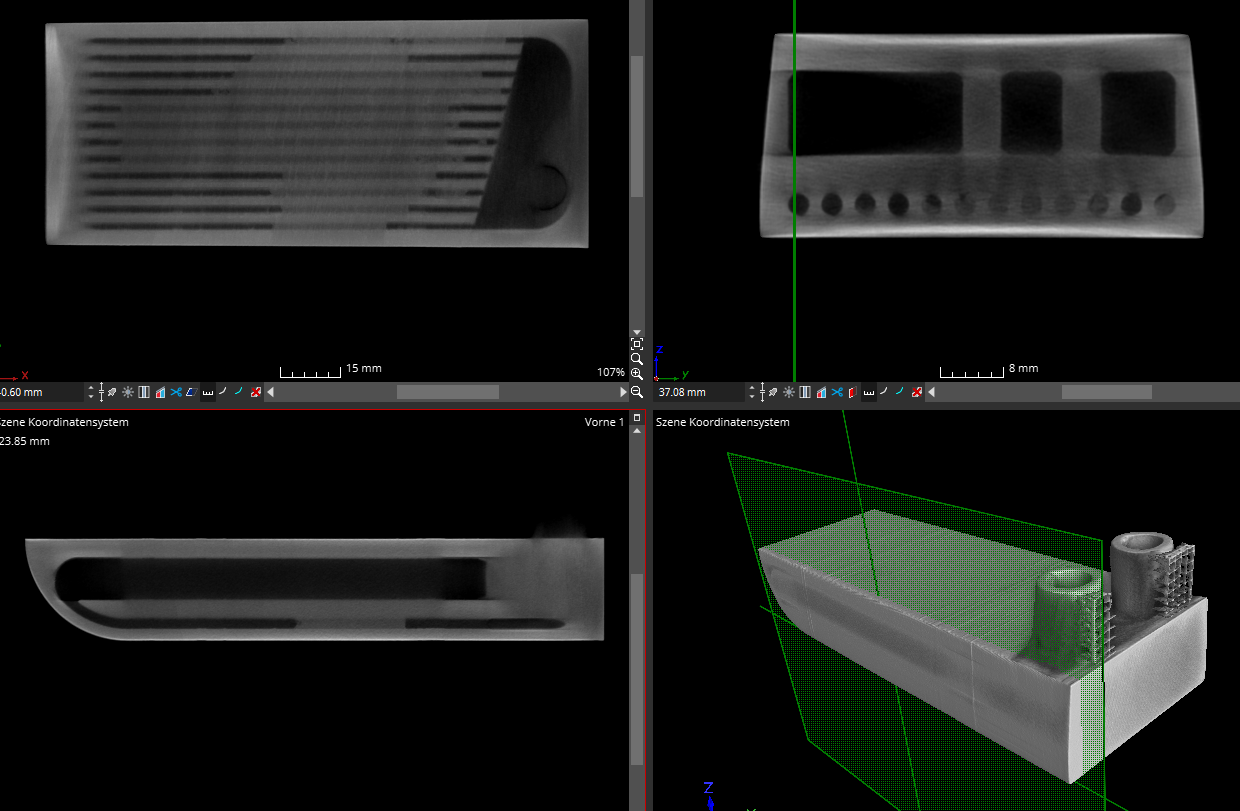 X
15 mm
107%
Z
y
8 mm
0.60 mm
37.08 mm
Szene Koordinatensystem
Vorne 1
23.85 mm
Szene Koordinatensystem
Z